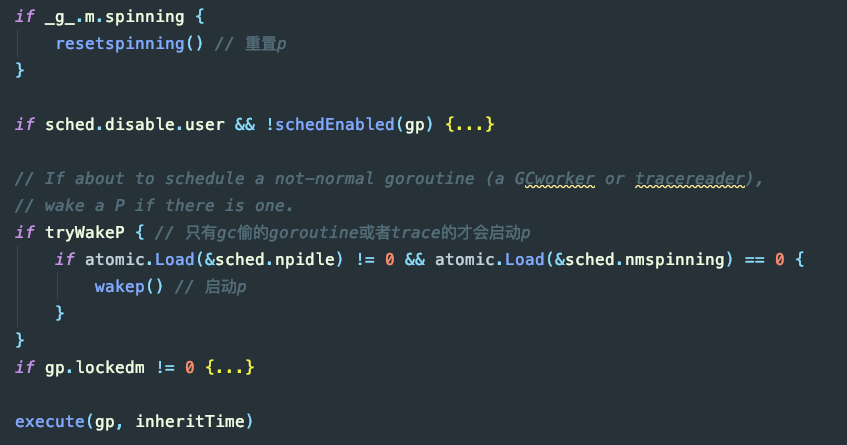 if _g_.m.spinning {
    resetspinning() // 重置p
}

if sched.disable.user && !schedEnabled(gp) {...}

// If about to schedule a not-normal goroutine (a GCworker or tracereader),
// wake a P if there is one.
if tryWakeP { // 只有gc偷的goroutine或者trace的才会启动p
    if atomic.Load(&sched.npidle) != 0 && atomic.Load(&sched.nmspinning) == 0 {
        wakep() // 启动p
    }
}
if gp.lockedm != 0 {...}

execute(gp, inheritTime)